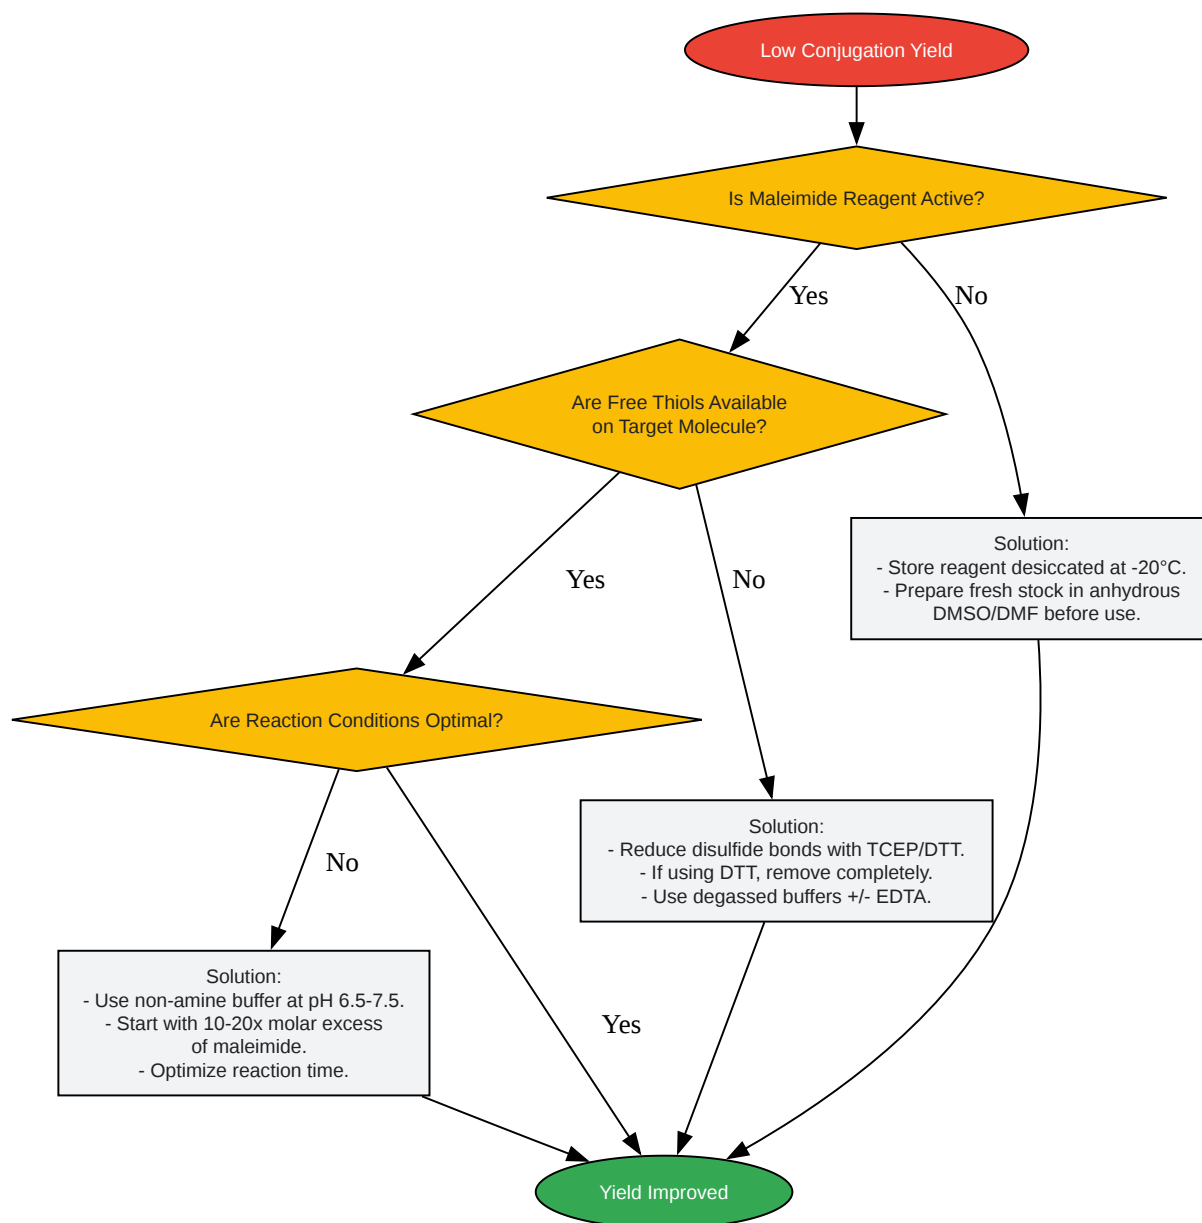 Low Conjugation Yield
Is Maleimide Reagent Active?
Yes
No
Are Free Thiols Available
on Target Molecule?
Solution:
- Store reagent desiccated at -20°C.
- Prepare fresh stock in anhydrous
DMSO/DMF before use.
Yes
No
Are Reaction Conditions Optimal?
Solution:
- Reduce disulfide bonds with TCEP/DTT.
- If using DTT, remove completely.
- Use degassed buffers +/- EDTA.
No
Yes
Solution:
- Use non-amine buffer at pH 6.5-7.5.
- Start with 10-20x molar excess
of maleimide.
- Optimize reaction time.
Yield Improved